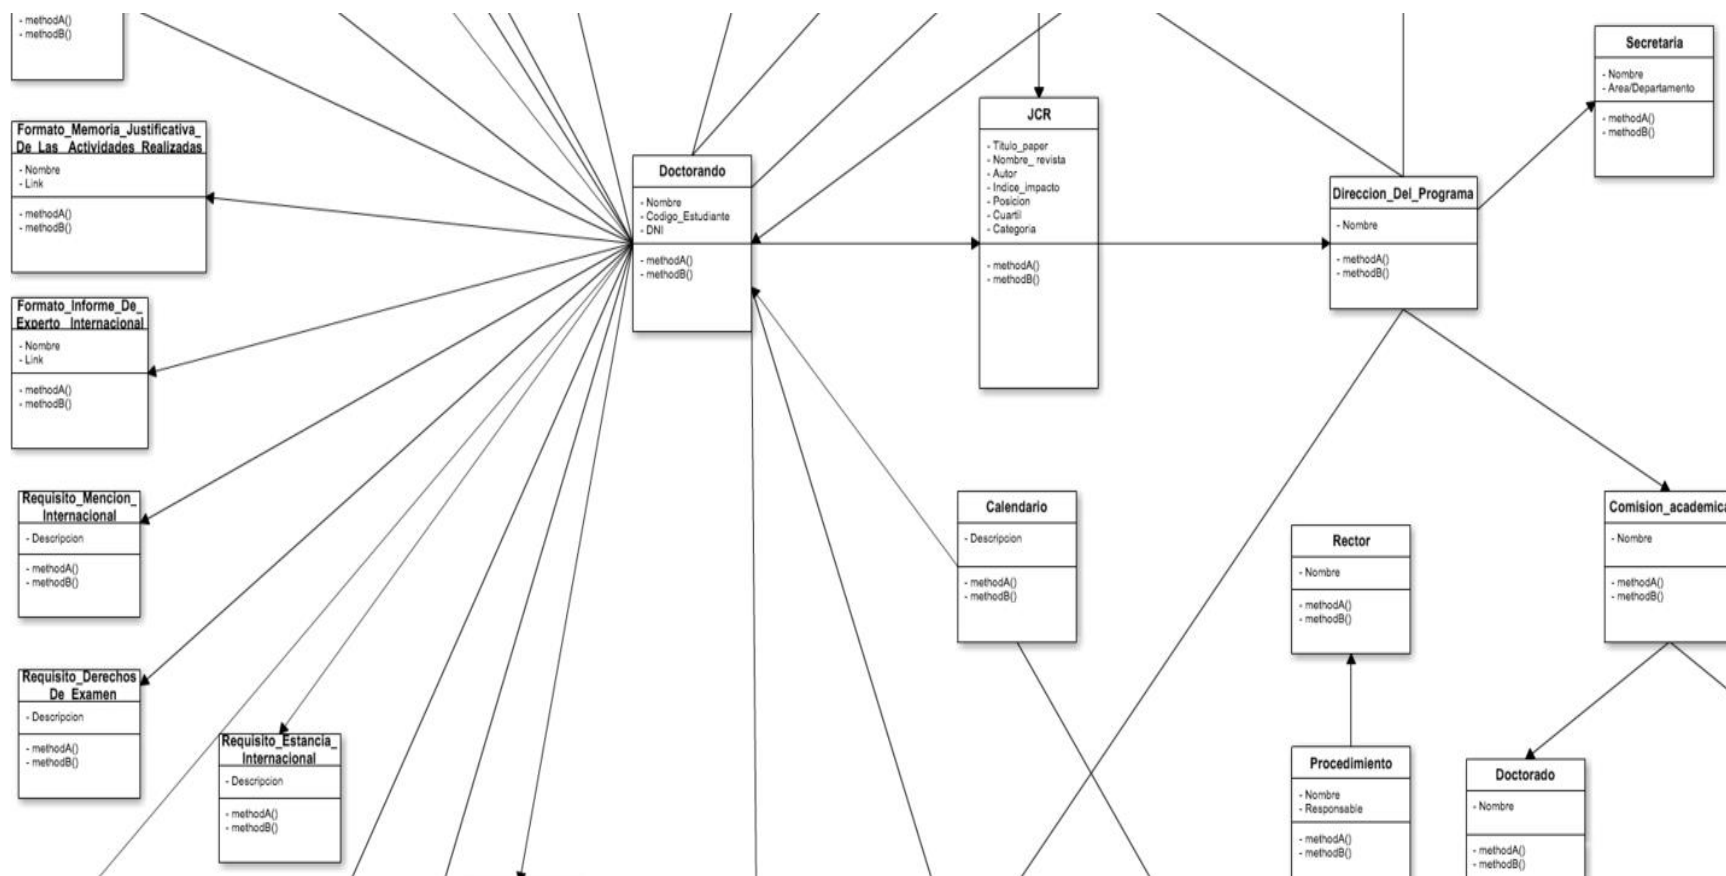 - methodA()
- methodB()
Formato_Memoria_Justificativa_
De_Las_Actividades_Realizadas
- Nombre
- Link
- methodA()
- methodB()
Formato_Informe_De_
Experto_Internacional
- Nombre
- Link
- methodA()
- methodB()
Requisito_Mencion_
Internacional
- Descripcion
- methodA()
- methodB()
Requisito_Derechos
De_Examen
- Descripcion
- methodA()
- methodB()
Requisito_Estancia_
Internacional
- Descripcion
- methodA()
- methodB()
Doctorando
- Nombre
- Codigo_Estudiante
- DNI
- methodA()
- methodB()
JCR
- Titulo_paper
- Nombre_ revista
- Autor
- Indice_impacto
- Posicion
- Cuartil
- Categoria
- methodA()
- methodB()
Calendario
- Descripcion
- methodA()
- methodB()
Direccion_Del_Programa
- Nombre
- methodA()
- methodB()
Secretaria
- Nombre
- Area/Departamento
- methodA()
- methodB()
Rector
- Nombre
- methodA()
- methodB()
Comision_academica
- Nombre
- methodA()
- methodB()
Procedimiento
- Nombre
- Responsable
- methodA()
- methodB()
Doctorado
- Nombre
- methodA()
- methodB()